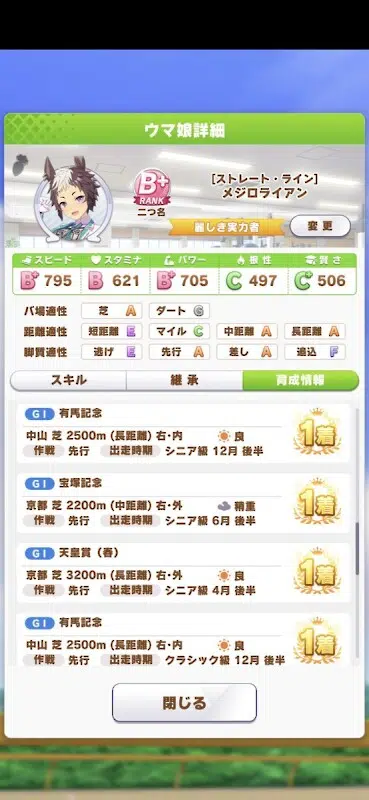 ウマ娘詳細
B+
RANK
二つ名
[ストレート・ライン]
メジロライアン
麗しき実力者
変更
スピード スタミナ パワー 根性 賢さ
B+ 795 B 621 B+ 705 C 497 C+ 506
バ場適性 芝 A ダート G
距離適性 短距離 E マイル C 中距離 A 長距離 A
脚質適性 逃げ E 先行 A 差し A 追込 F
スキル 継承 育成情報
GI 有馬記念
中山 芝 2500m (長距離) 右・内 良
作戦 先行 出走時期 シニア級 12月 後半
1着
GI 宝塚記念
京都 芝 2200m (中距離) 右・外 稍重
作戦 先行 出走時期 シニア級 6月 後半
1着
GI 天皇賞（春）
京都 芝 3200m (長距離) 右・外 良
作戦 先行 出走時期 シニア級 4月 後半
1着
GI 有馬記念
中山 芝 2500m (長距離) 右・内 良
作戦 先行 出走時期 クラシック級 12月 後半
1着
閉じる